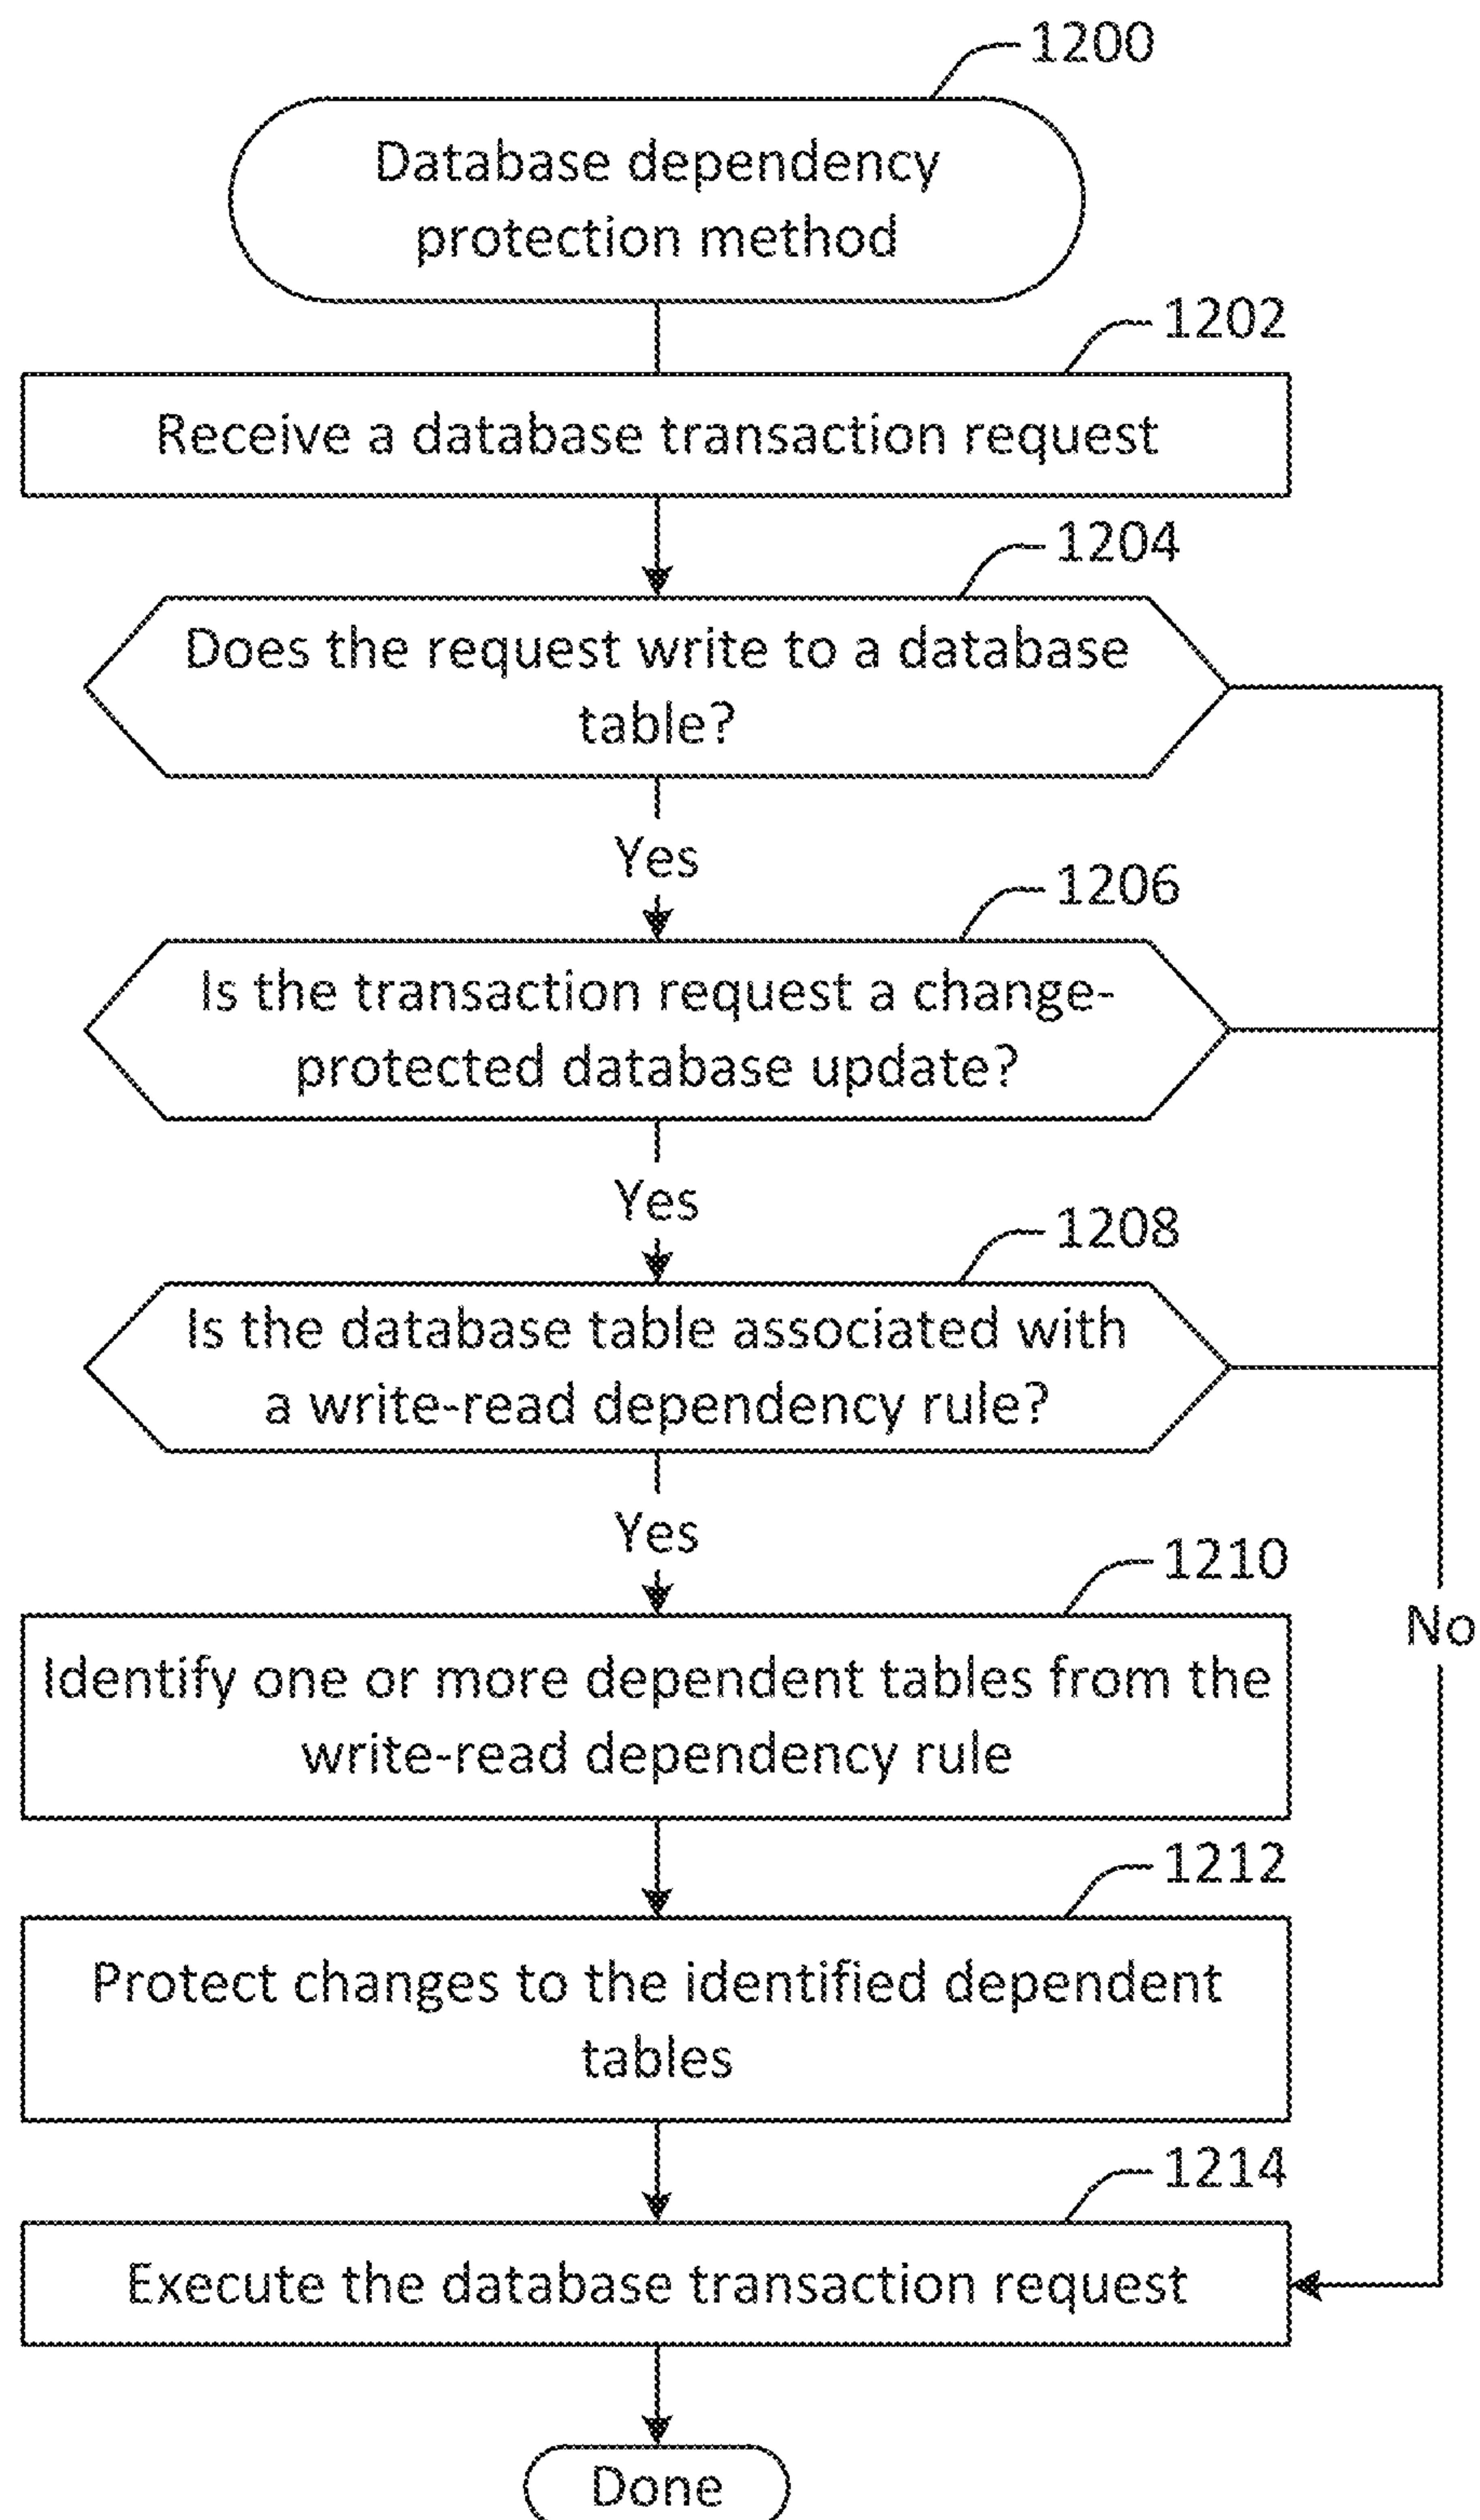 1200
Database dependency
protection method
1202
Receive a database transaction request
1204
Does the request write to a database
table?
Yes
1206
Is the transaction request a change-
protected database update?
Yes
1208
Is the database table associated with
a write-read dependency rule?
Yes
1210
No
Identify one or more dependent tables from the
write-read dependency rule
1212
Protect changes to the identified dependent
tables
1214
Execute the database transaction request
Done